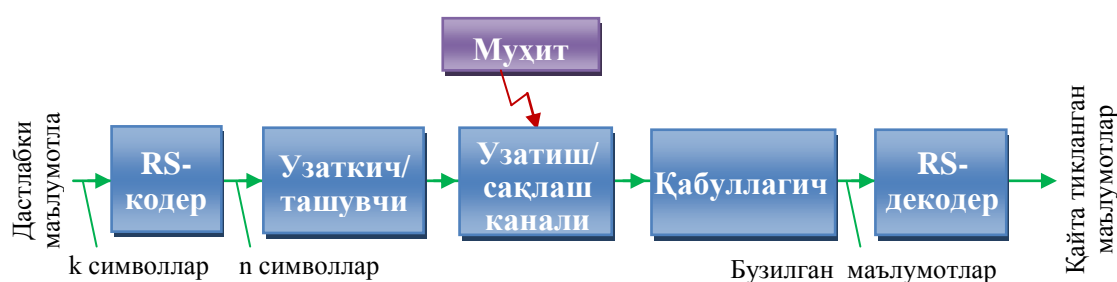 Муҳит
Дастлабки
маълумотла
RS-
кодер
Узаткич/
ташувчи
Узатиш/
сақлаш
канали
Қабуллагич
RS-
декодер
Қайта тикланган
маълумотлар
k символлар
n символлар
Бузилган маълумотлар